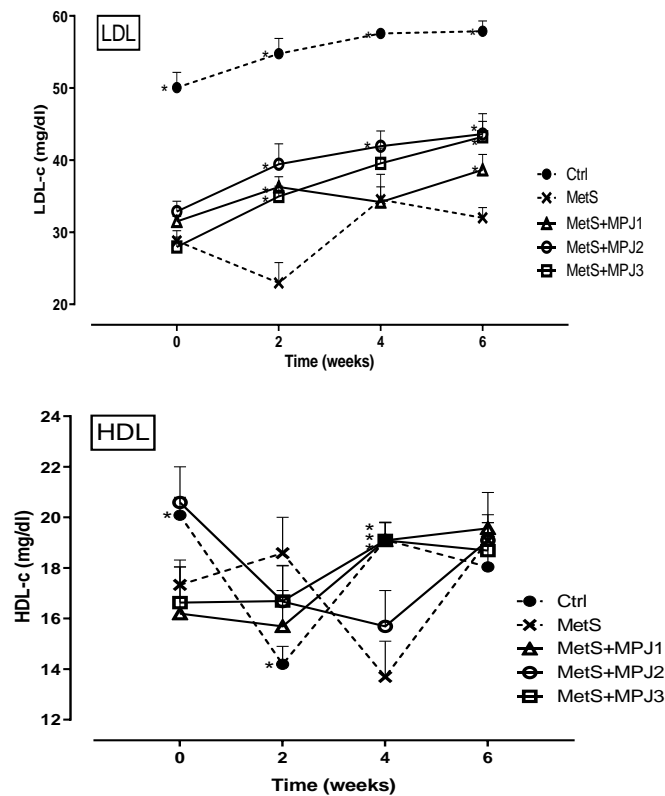 LDL
60
50
40
30
20
LDL-c (mg/dl)
0 2 4 6
Time (weeks)
Ctrl
MetS
MetS+MPJ1
MetS+MPJ2
MetS+MPJ3
HDL
24
22
20
18
16
14
12
HDL-c (mg/dl)
0 2 4 6
Time (weeks)
Ctrl
MetS
MetS+MPJ1
MetS+MPJ2
MetS+MPJ3